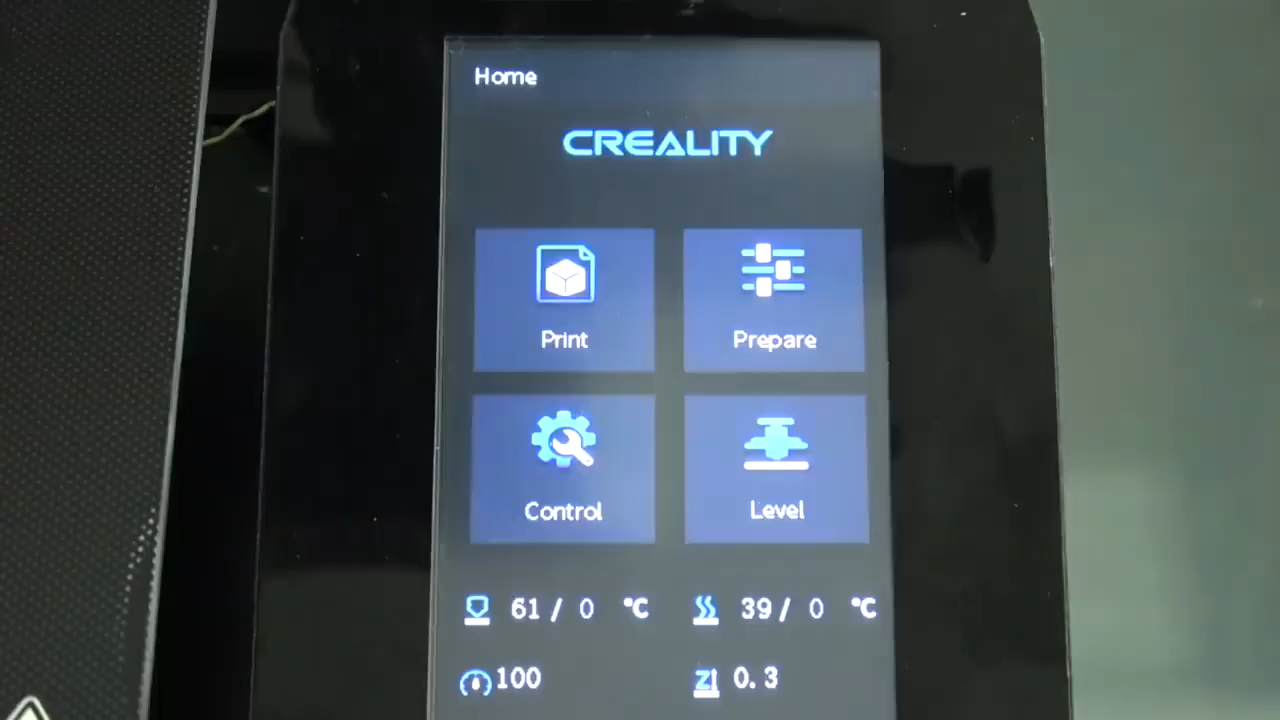 Home
CREALITY
Print
Prepare
Control
Level
61 / 0 °C
39 / 0 °C
100
Z 0.3